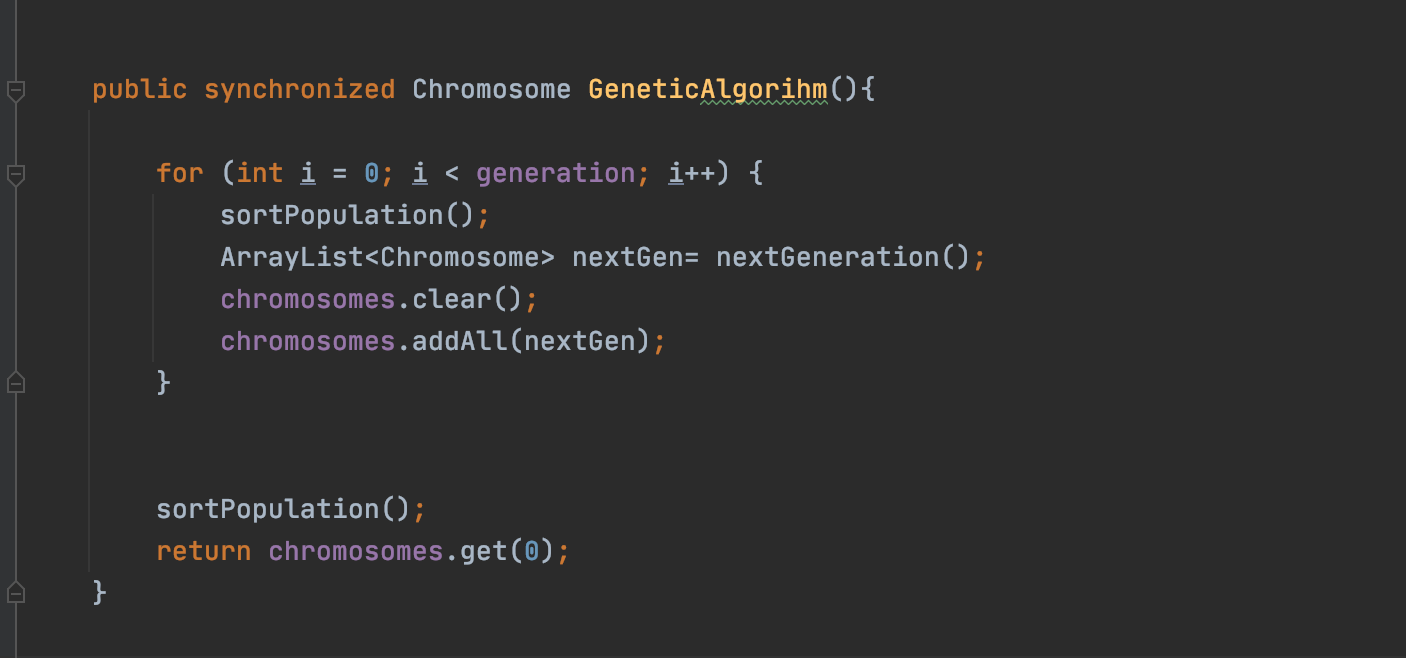 public synchronized Chromosome GeneticAlgorihm(){
for (int i = 0; i < generation; i++) {
sortPopulation();
ArrayList<Chromosome> nextGen= nextGeneration();
chromosomes.clear();
chromosomes.addAll(nextGen);
}
sortPopulation();
return chromosomes.get(0);
}